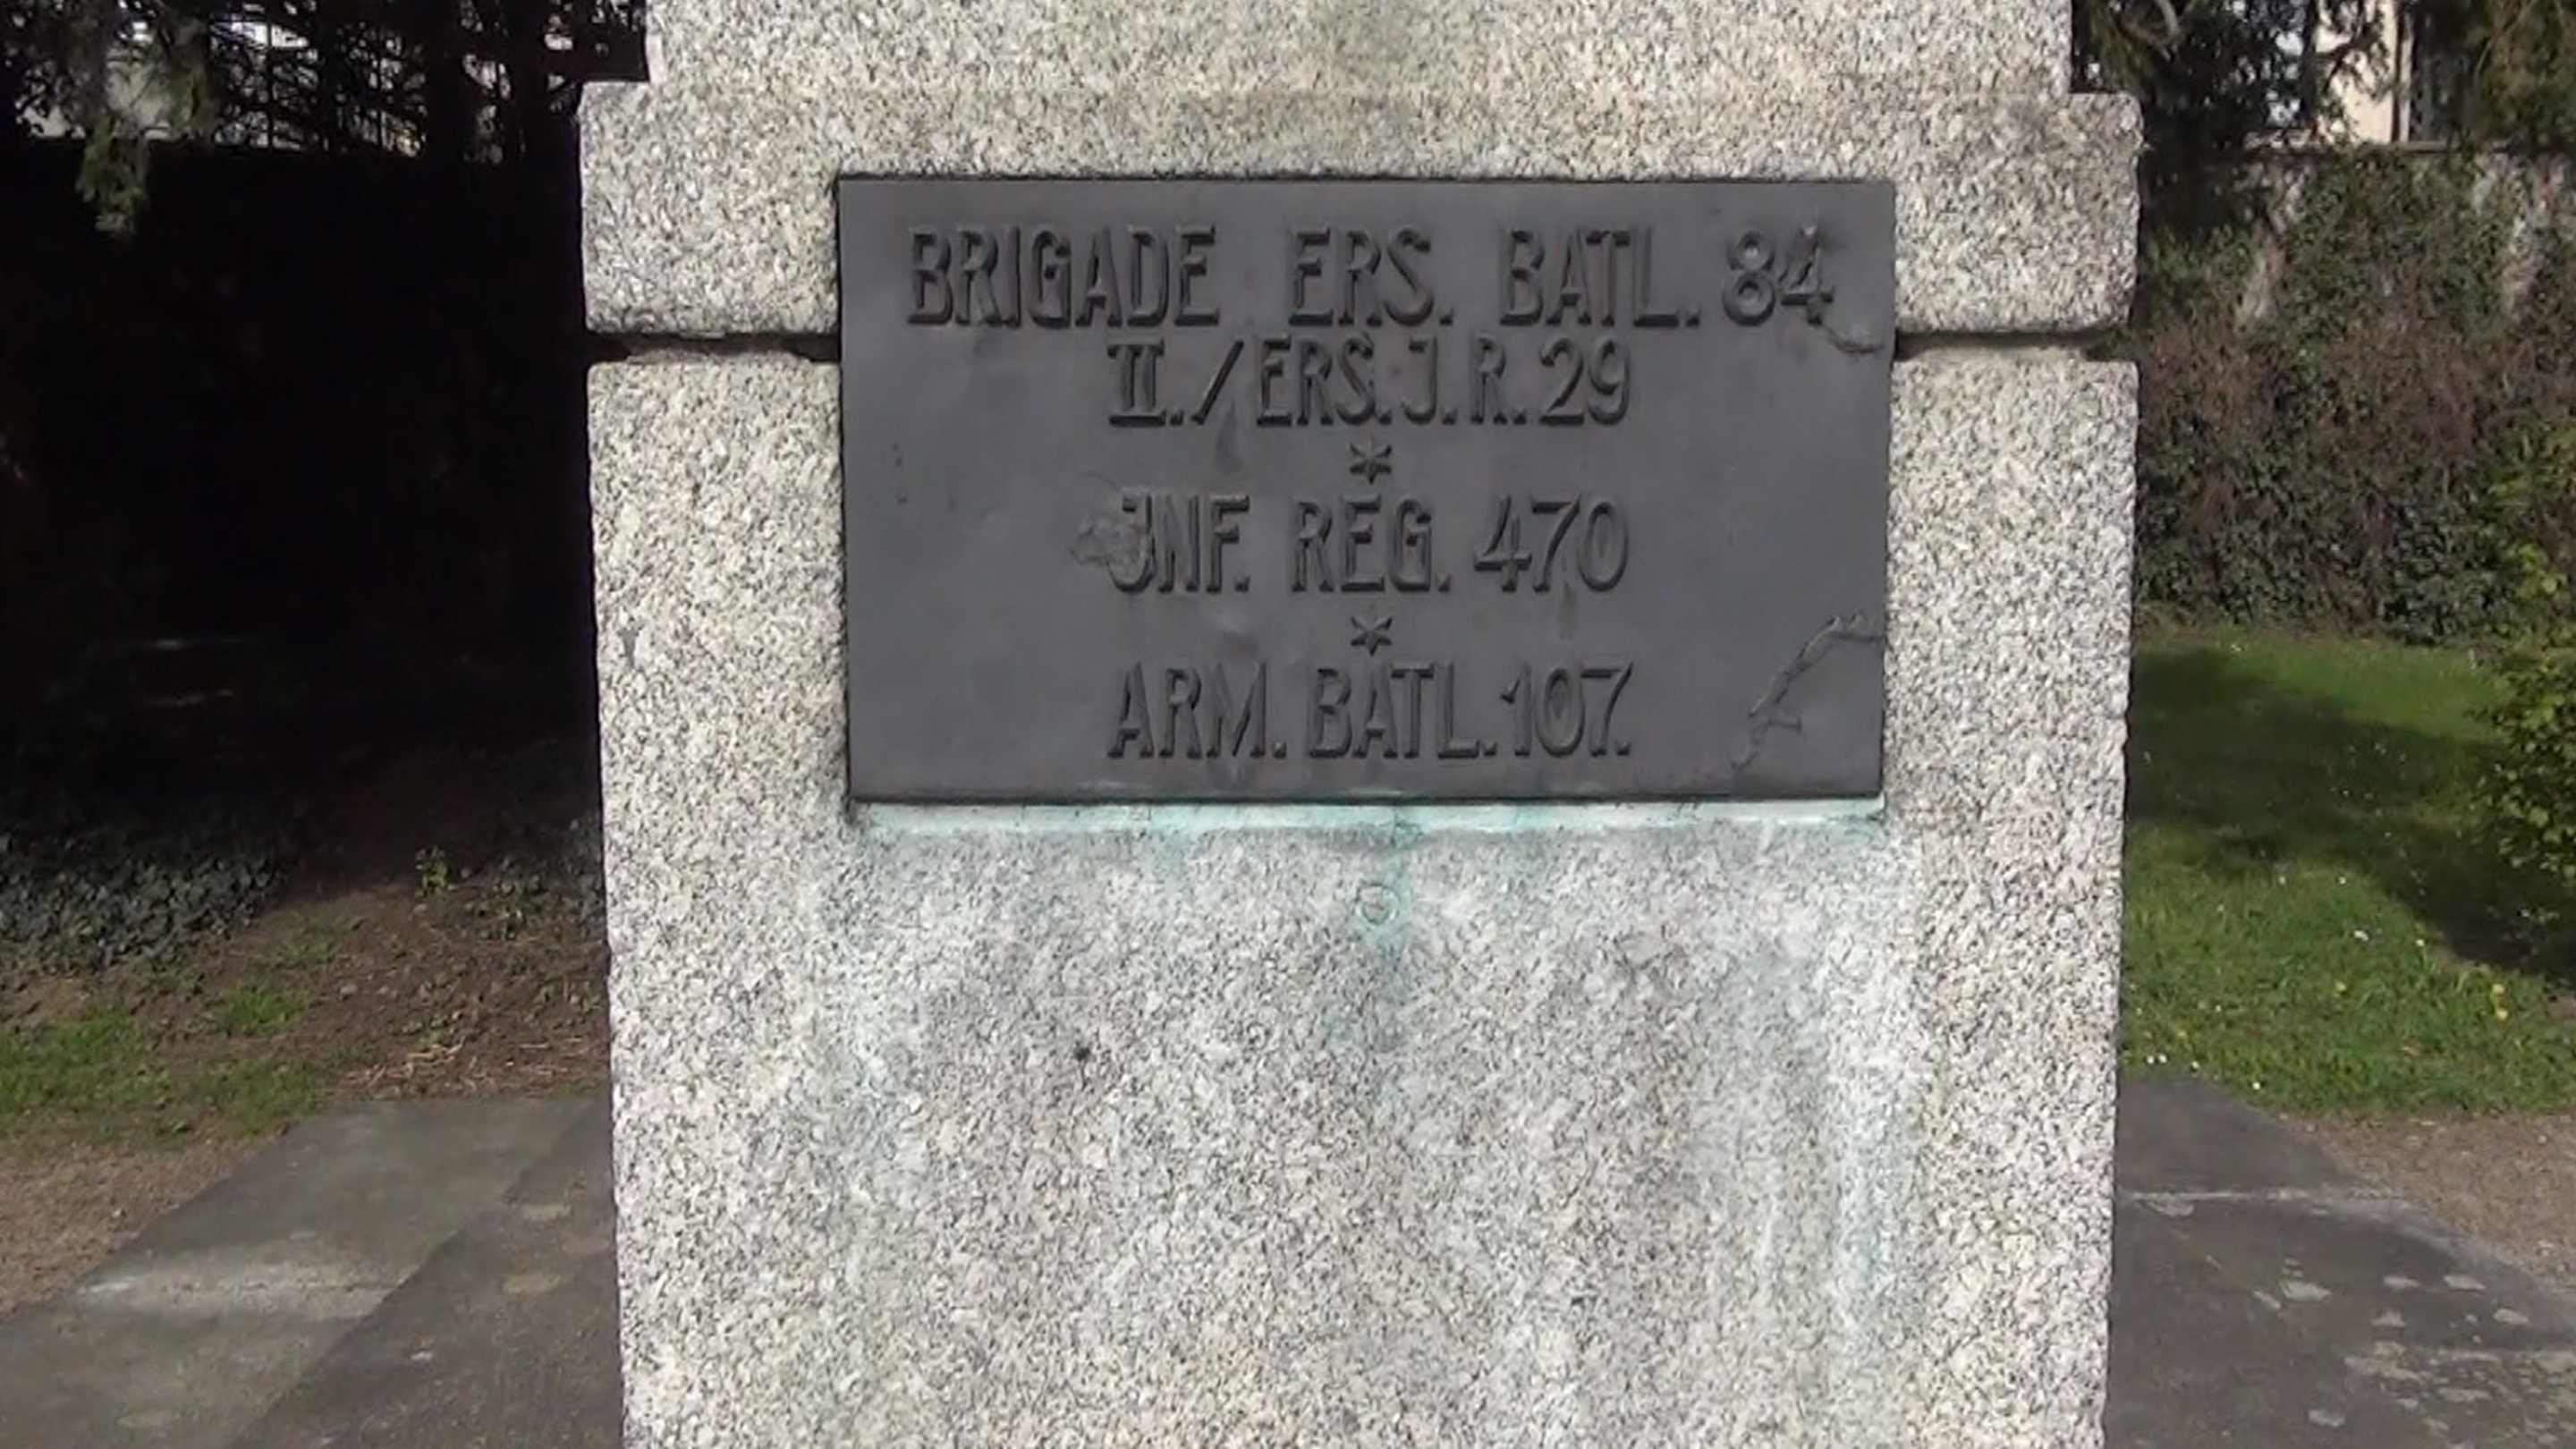 BRIGADE ERS. BATL. 84
II./ERS.J.R.29
*
JNF. REG. 470
*
ARM. BATL. 107.